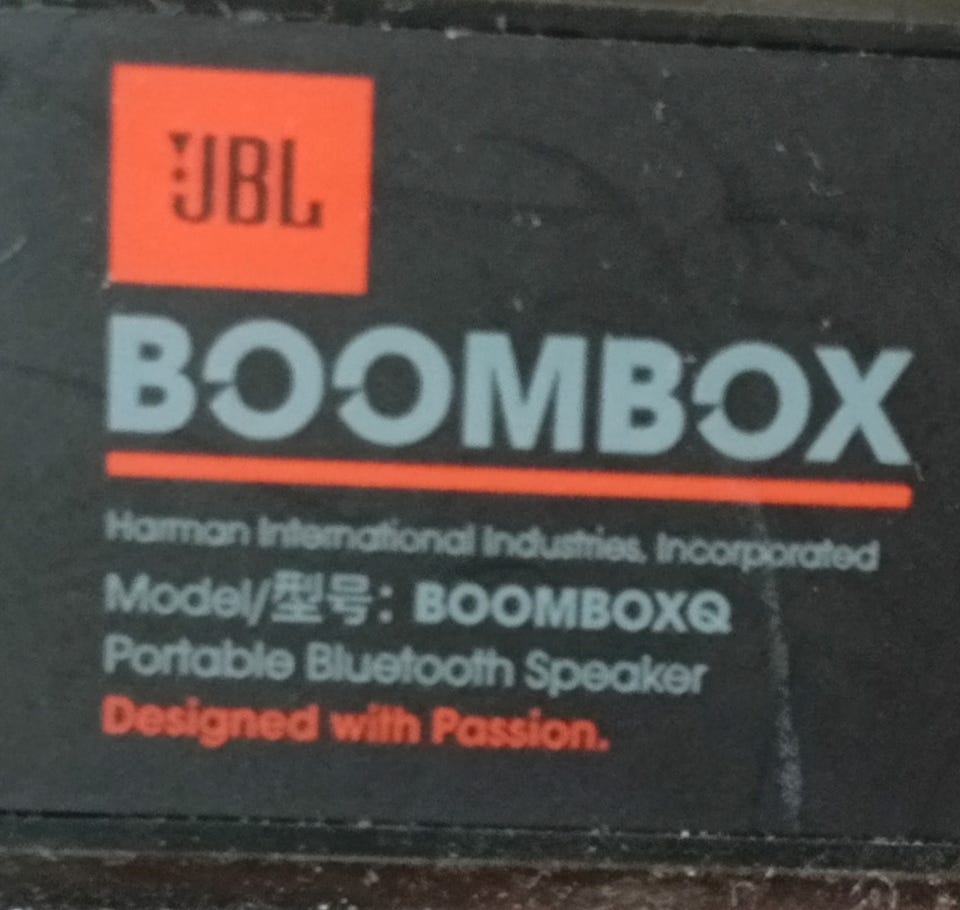 JBL
BOOMBOX
Harman International Industries, Incorporated
Model/型号: BOOMBOXQ
Portable Bluetooth Speaker
Designed with Passion.